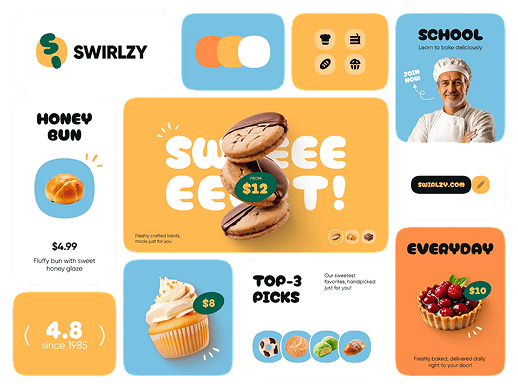 SWIRLZY
SCHOOL
Learn to bake deliciously
JOIN
NOW
HONEY
BUN
$4.99
Fluffy bun with sweet
honey glaze
SWEEE
EEEET!
FROM
$12
Freshly crafted treats,
made just for you
SWIRLZY.COM
EVERYDAY
$10
Freshly baked, delivered daily
right to your door!
4.8
since 1985
$8
TOP-3
PICKS
Our sweetest
favorites, handpicked
just for you!